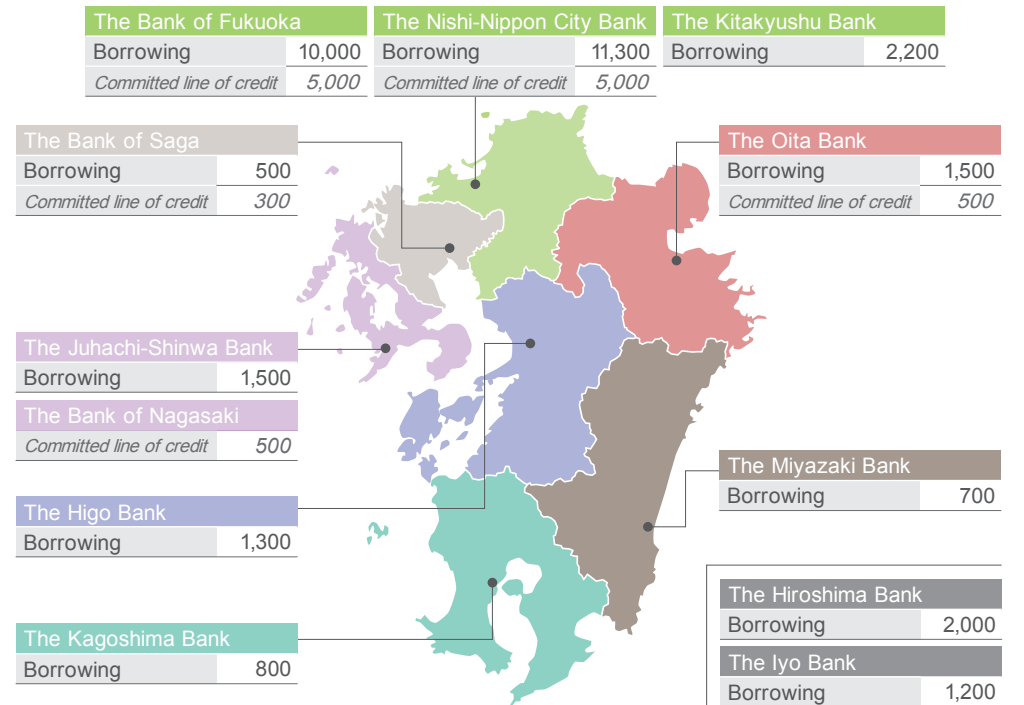 The Bank of Fukuoka
Borrowing 10,000
Committed line of credit 5,000
The Nishi-Nippon City Bank
Borrowing 11,300
Committed line of credit 5,000
The Kitakyushu Bank
Borrowing 2,200
The Bank of Saga
Borrowing 500
Committed line of credit 300
The Oita Bank
Borrowing 1,500
Committed line of credit 500
The Juhachi-Shinwa Bank
Borrowing 1,500
The Bank of Nagasaki
Committed line of credit 500
The Higo Bank
Borrowing 1,300
The Miyazaki Bank
Borrowing 700
The Kagoshima Bank
Borrowing 800
The Hiroshima Bank
Borrowing 2,000
The Iyo Bank
Borrowing 1,200